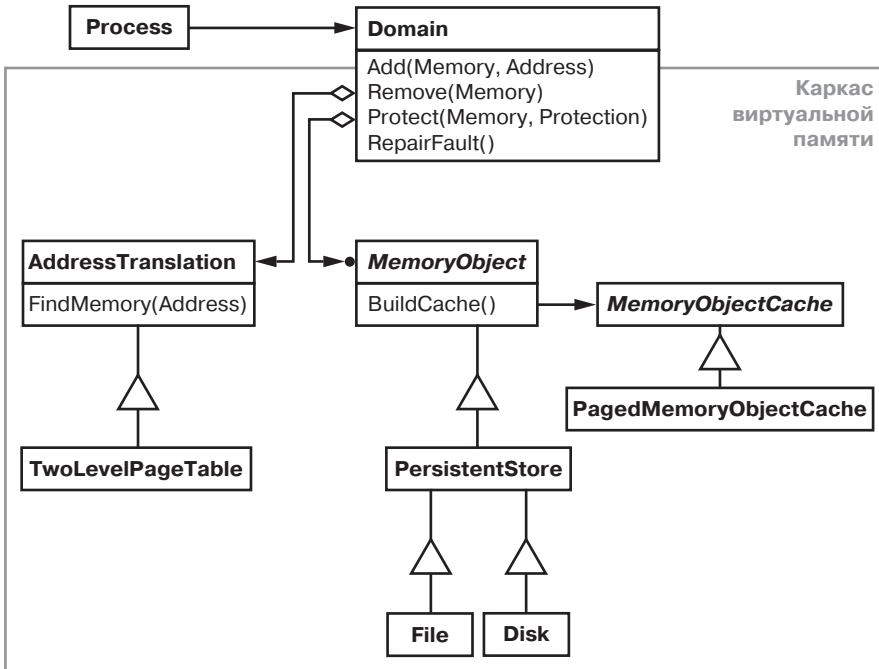 Process
Domain
Add(Memory, Address)
Remove(Memory)
Protect(Memory, Protection)
RepairFault()
Каркас
виртуальной
памяти
AddressTranslation
FindMemory(Address)
MemoryObject
BuildCache()
MemoryObjectCache
PagedMemoryObjectCache
TwoLevelPageTable
PersistentStore
File
Disk